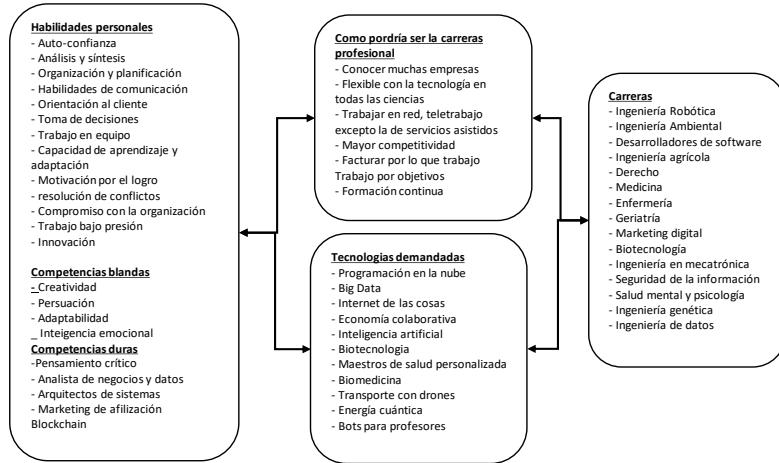 Habilidades personales
- Auto-confianza
- Análisis y síntesis
- Organización y planificación
- Habilidades de comunicación
- Orientación al cliente
- Toma de decisiones
- Trabajo en equipo
- Capacidad de aprendizaje y
adaptación
- Motivación por el logro
- resolución de conflictos
- Compromiso con la organización
- Trabajo bajo presión
- Innovación
Competencias blandas
- Creatividad
- Persuación
- Adaptabilidad
_ Inteigencia emocional
Competencias duras
-Pensamiento crítico
- Analista de negocios y datos
- Arquitectos de sistemas
- Marketing de afilización
Blockchain
Como pordría ser la carreras
profesional
- Conocer muchas empresas
- Flexible con la tecnología en
todas las ciencias
- Trabajar en red, teletrabajo
excepto la de servicios asistidos
- Mayor competitividad
- Facturar por lo que trabajo
Trabajo por objetivos
- Formación continua
Tecnologias demandadas
- Programación en la nube
- Big Data
- Internet de las cosas
- Economía colaborativa
- Inteligencia artificial
- Biotecnologia
- Maestros de salud personalizada
- Biomedicina
- Transporte con drones
- Energía cuántica
- Bots para profesores
Carreras
- Ingeniería Robótica
- Ingeniería Ambiental
- Desarrolladores de software
- Ingeniería agrícola
- Derecho
- Medicina
- Enfermería
- Geriatría
- Marketing digital
- Biotecnología
- Ingeniería en mecatrónica
- Seguridad de la información
- Salud mental y psicología
- Ingeniería genética
- Ingeniería de datos